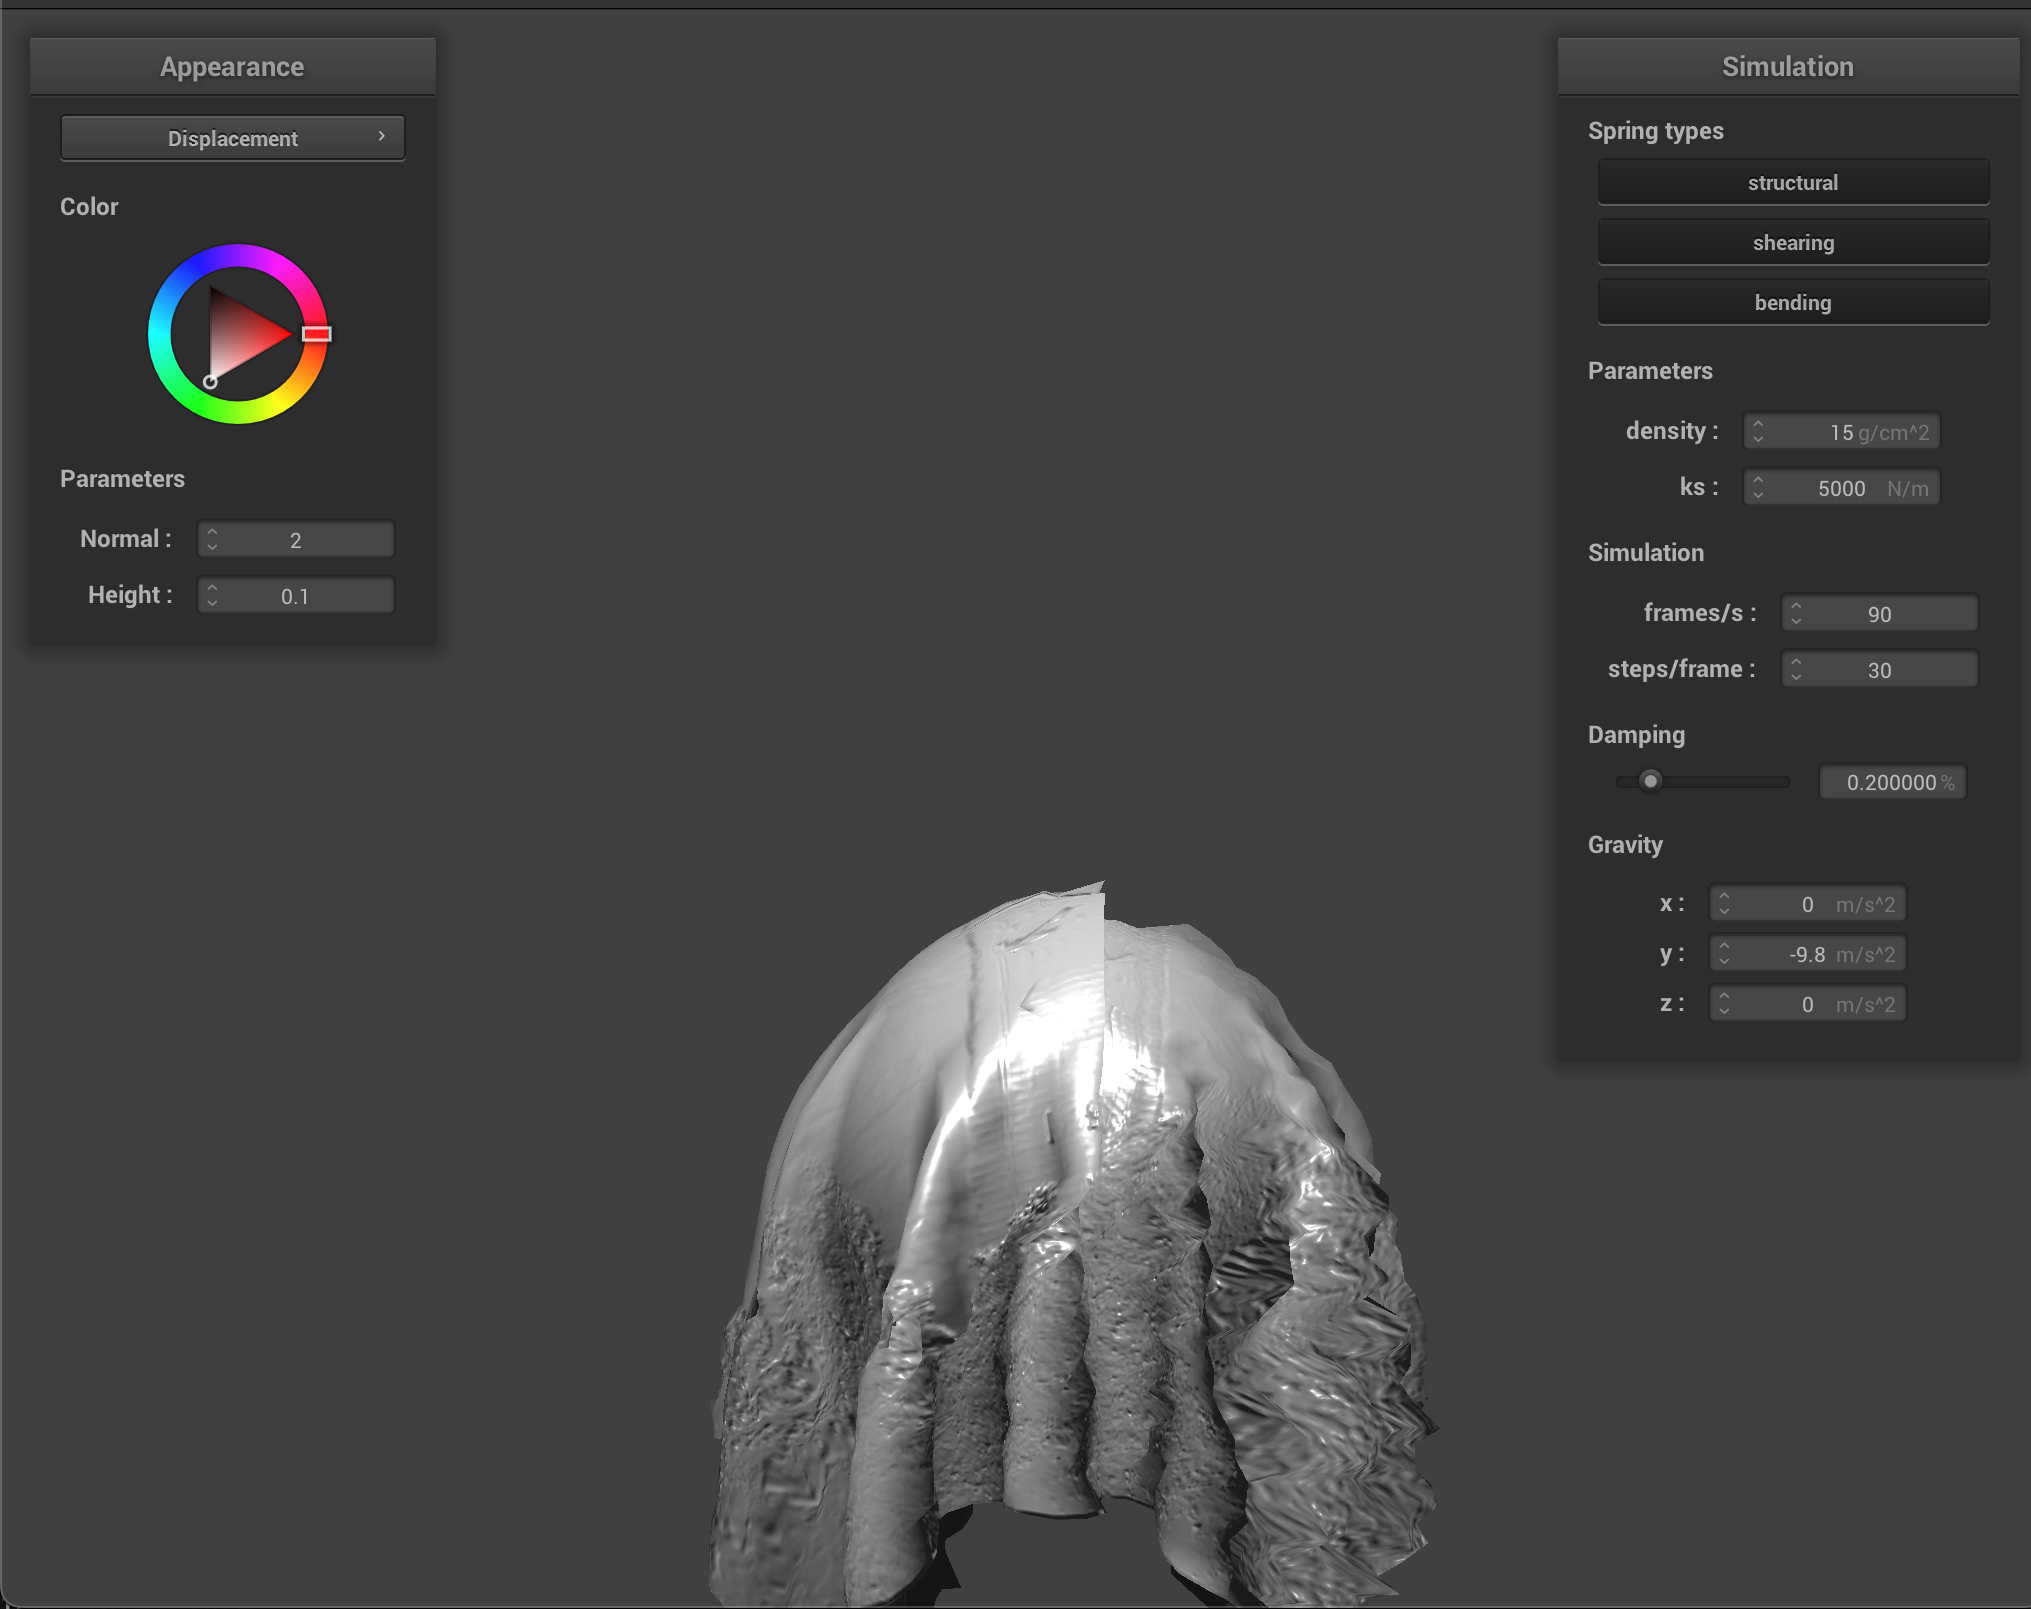 Appearance
Displacement
Color
Parameters
Normal : 2
Height : 0.1
Simulation
Spring types
structural
shearing
bending
Parameters
density : 15 g/cm^2
ks : 5000 N/m
Simulation
frames/s : 90
steps/frame : 30
Damping
0.200000 %
Gravity
x : 0 m/s^2
y : -9.8 m/s^2
z : 0 m/s^2